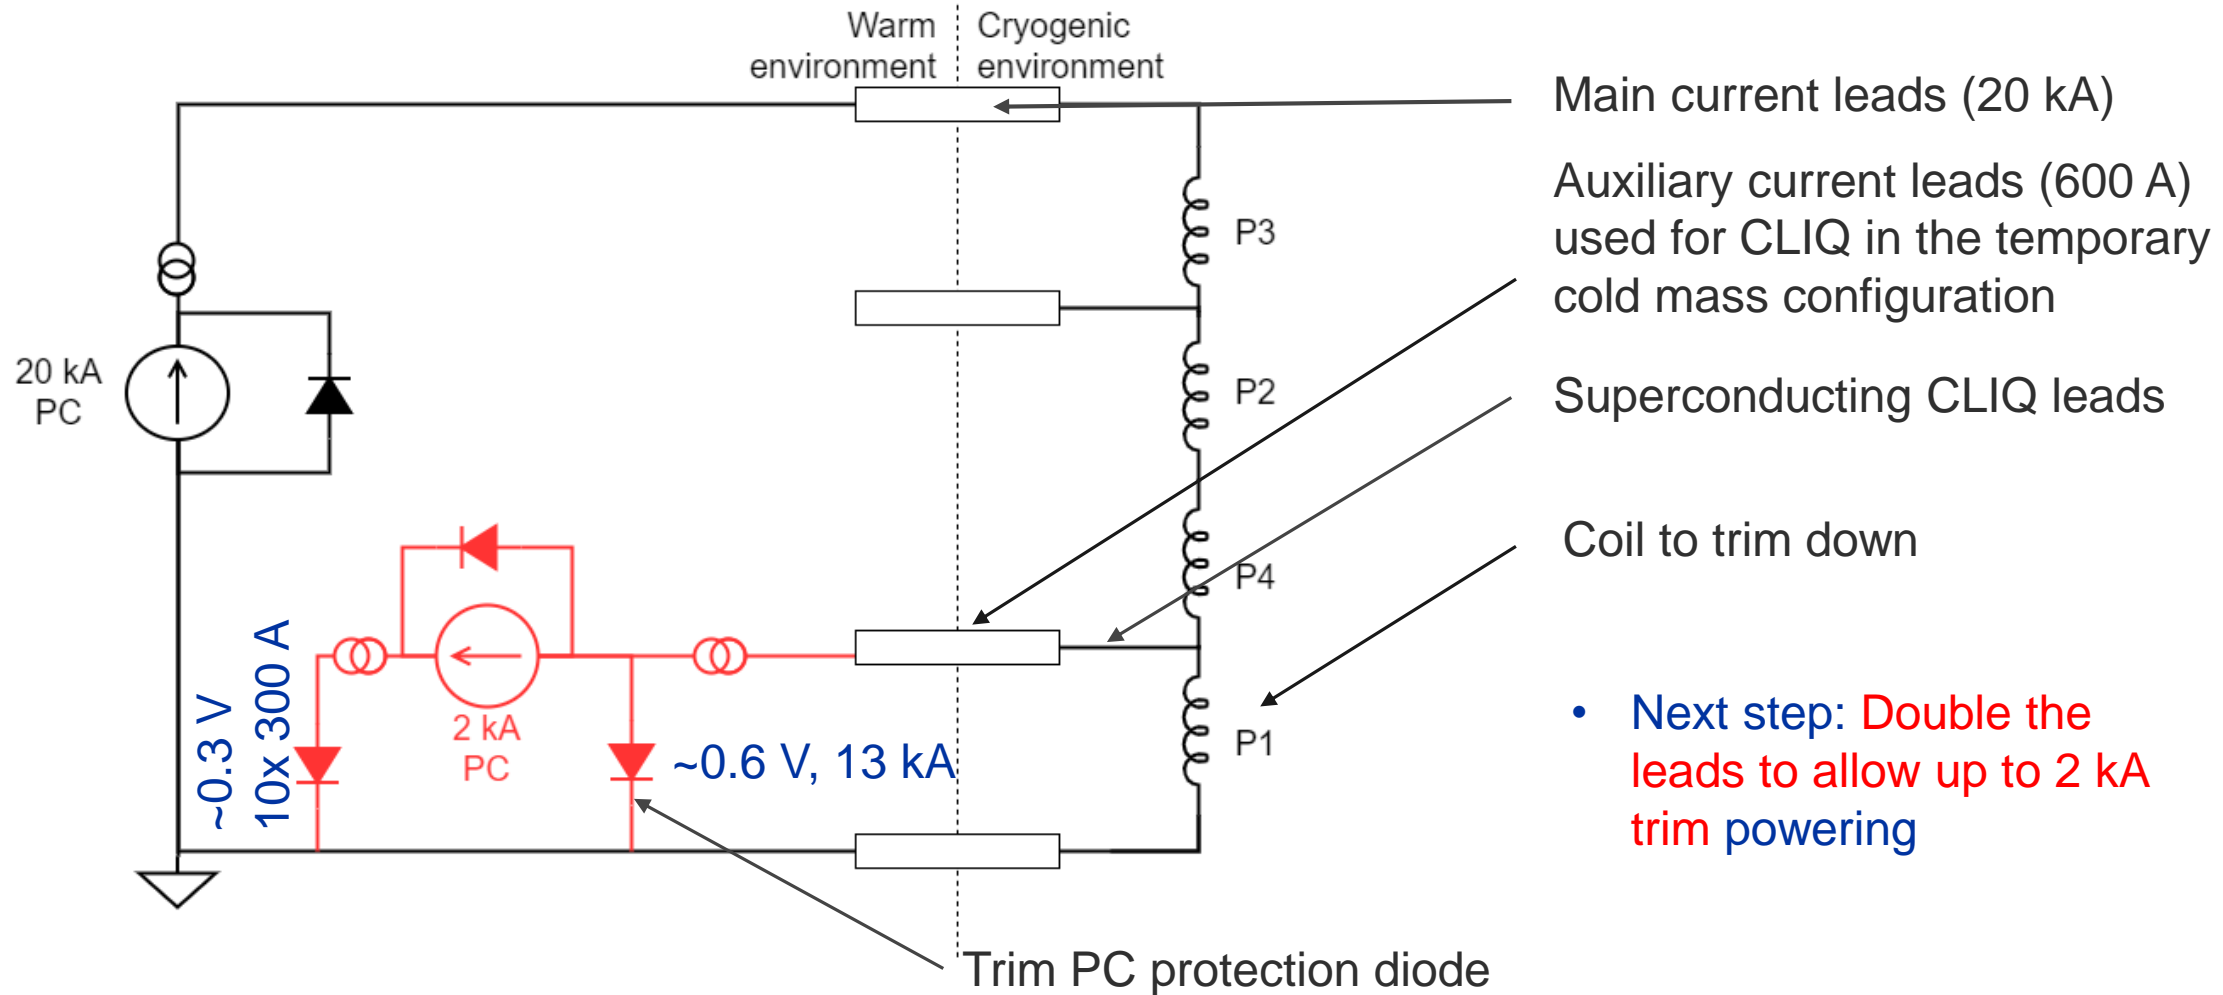 Warm
environment
Cryogenic
environment
Main current leads (20 kA)
Auxiliary current leads (600 A)
used for CLIQ in the temporary
cold mass configuration
P3
20 kA
PC
P2
Superconducting CLIQ leads
Coil to trim down
P4
~0.3 V
10x 300 A
2 kA
PC
~0.6 V, 13 kA
P1
• Next step: Double the
leads to allow up to 2 kA
trim powering
Trim PC protection diode